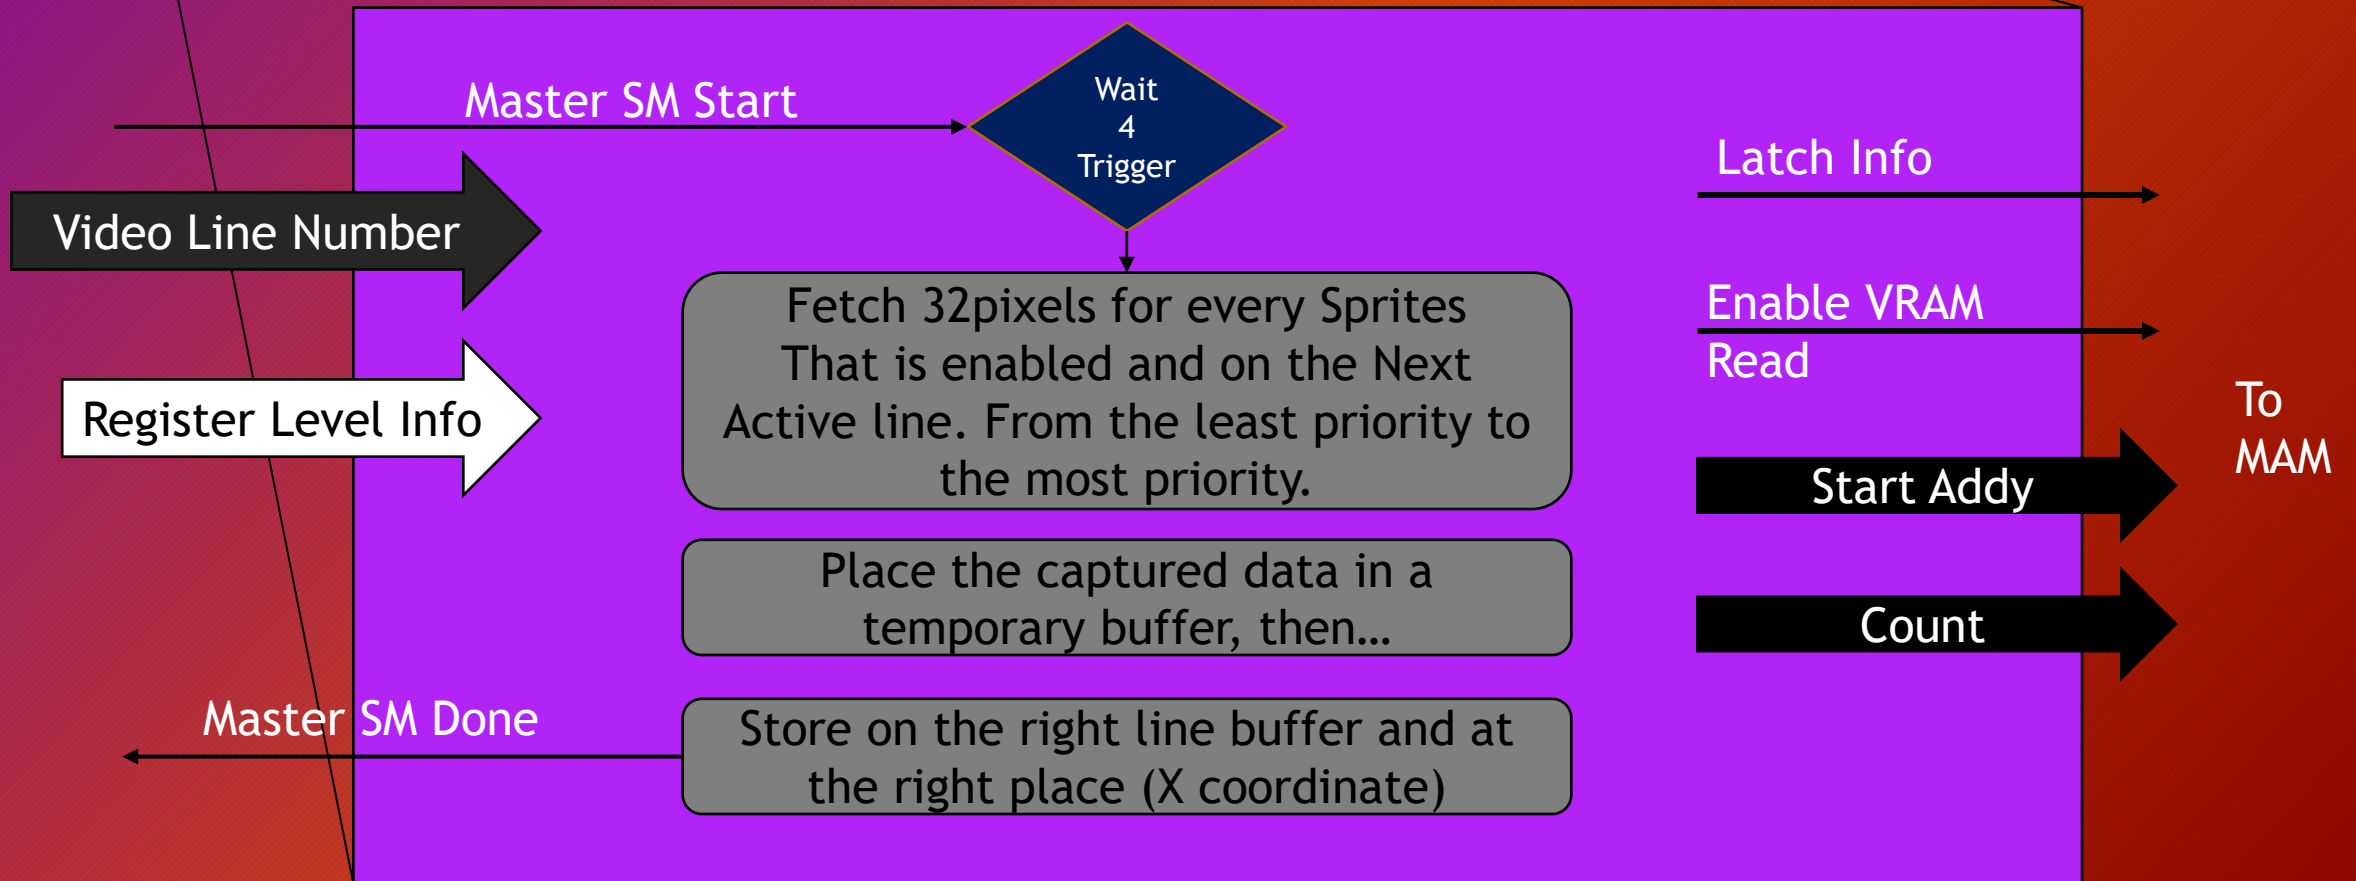 Master SM Start
Wait
4
Trigger
Video Line Number
Register Level Info
Fetch 32pixels for every Sprites
That is enabled and on the Next
Active line. From the least priority to
the most priority.
Place the captured data in a
temporary buffer, then…
Master SM Done
Store on the right line buffer and at
the right place (X coordinate)
Latch Info
Enable VRAM
Read
Start Addy
Count
To
MAM